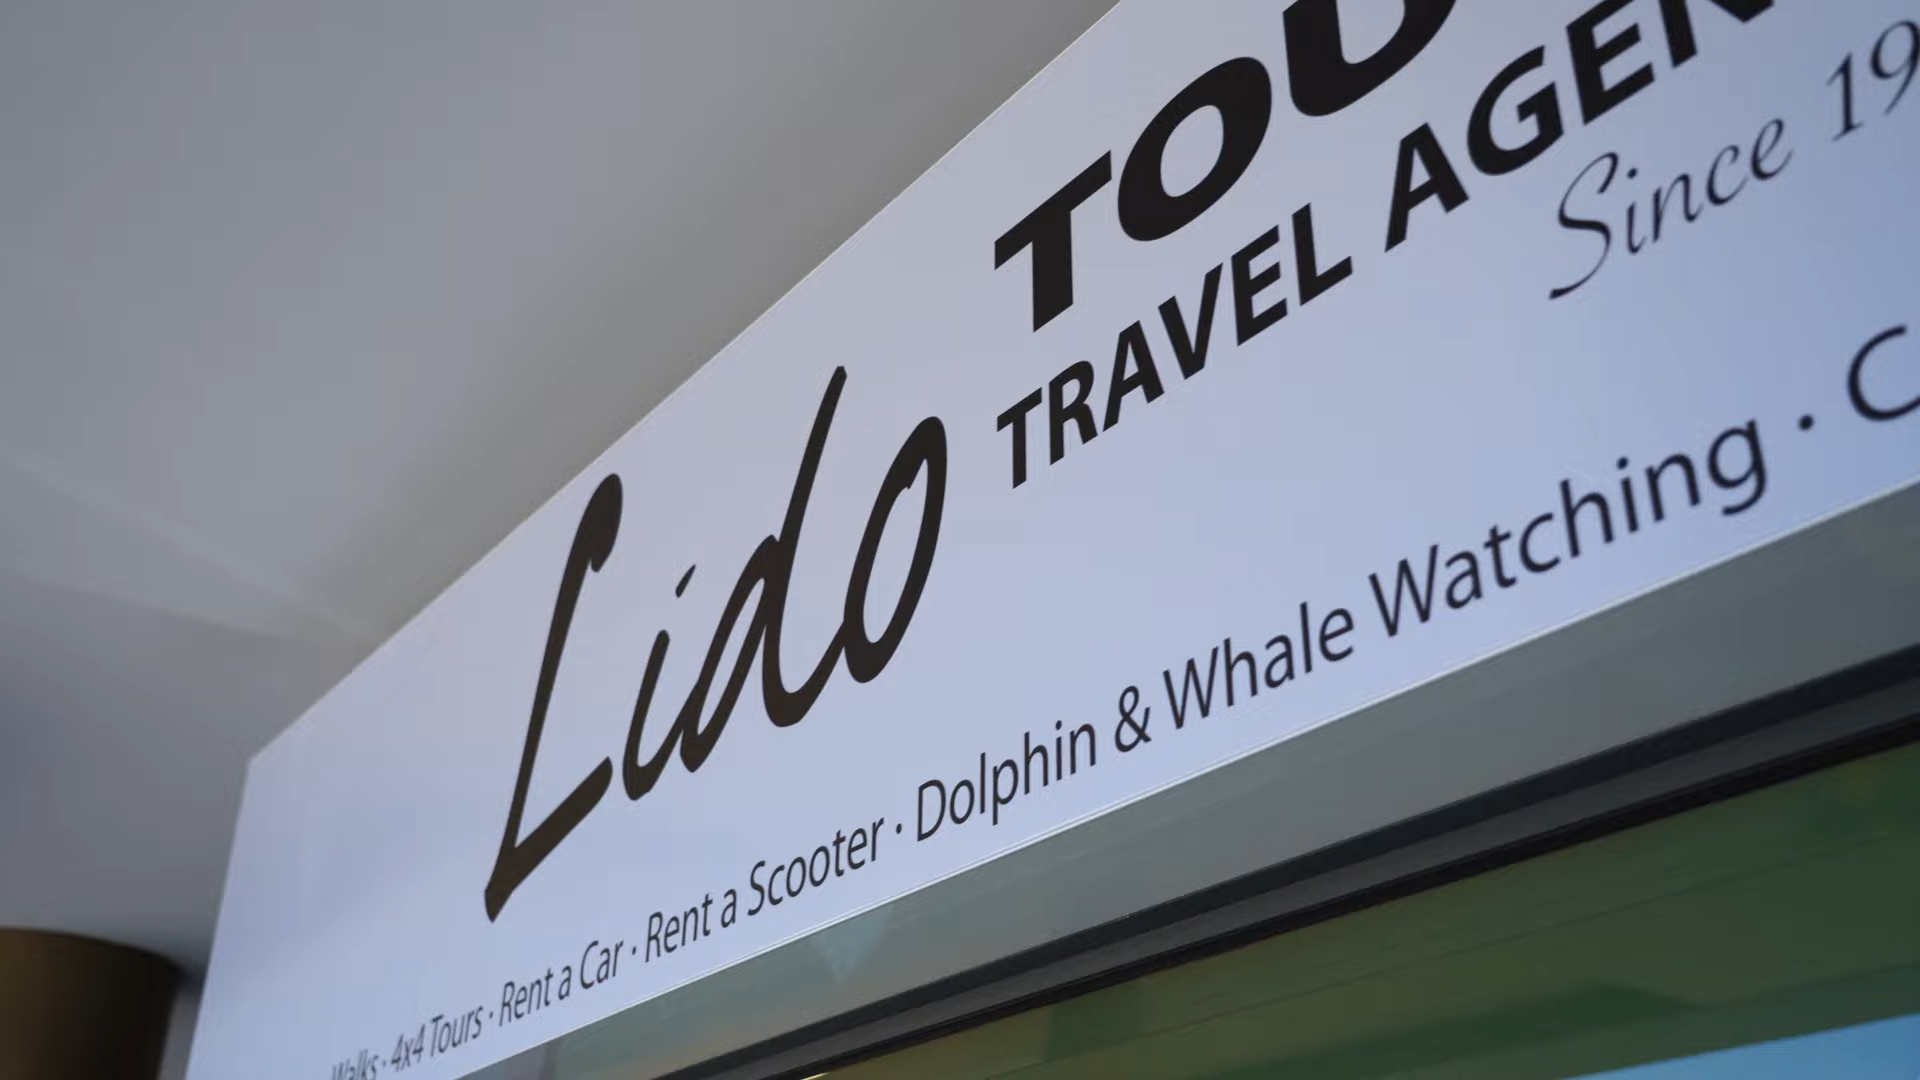 Lido
TOU
TRAVEL AGEN
Since 19
Walks · 4x4 Tours · Rent a Car · Rent a Scooter · Dolphin & Whale Watching · C